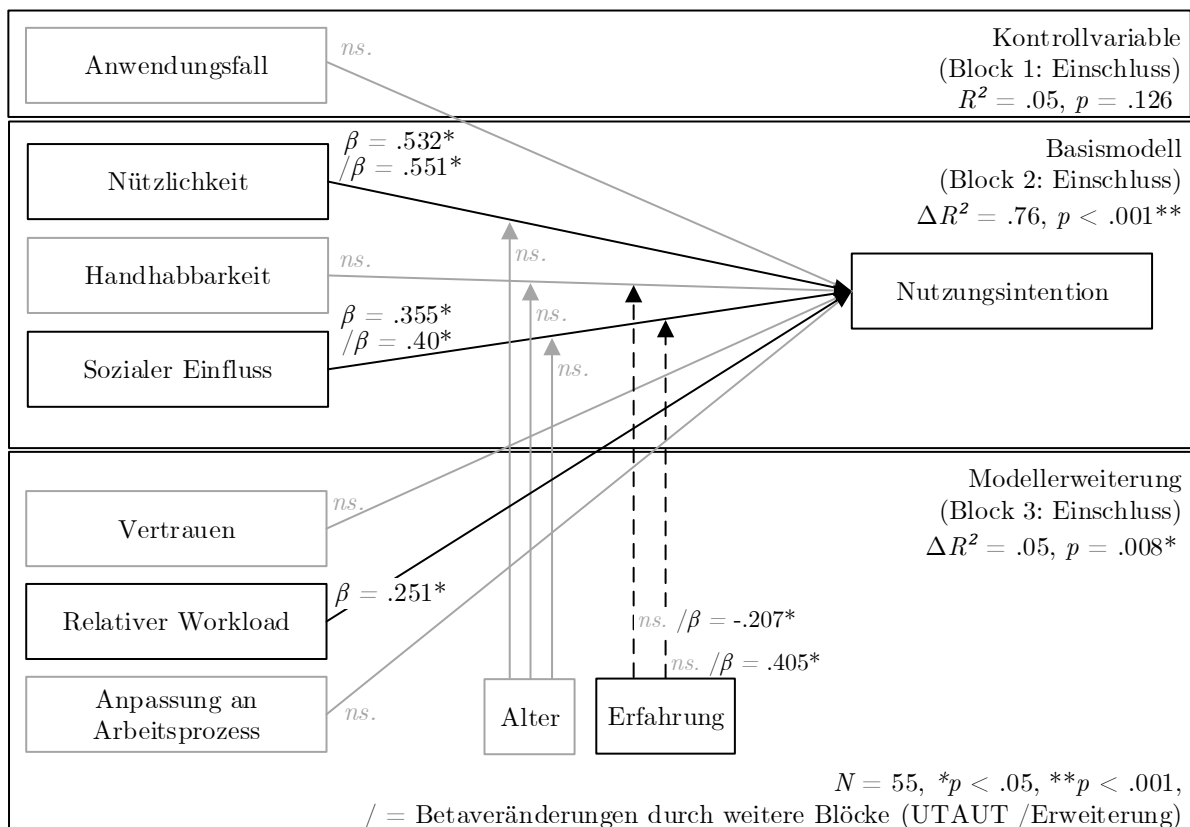 Anwendungsfall
ns.
Kontrollvariable
(Block 1: Einschluss)
R² = .05, p = .126
Nützlichkeit
β = .532*
/β = .551*
Basismodell
(Block 2: Einschluss)
ΔR² = .76, p < .001**
ns.
Handhabbarkeit
ns.
ns.
Nutzungsintention
Sozialer Einfluss
β = .355*
/β = .40*
ns.
Vertrauen
ns.
Modellerweiterung
(Block 3: Einschluss)
ΔR² = .05, p = .008*
Relativer Workload
β = .251*
ns. /β = -.207*
ns. /β = .405*
Anpassung an
Arbeitsprozess
ns.
Alter
Erfahrung
N = 55, *p < .05, **p < .001,
/ = Betaveränderungen durch weitere Blöcke (UTAUT /Erweiterung)